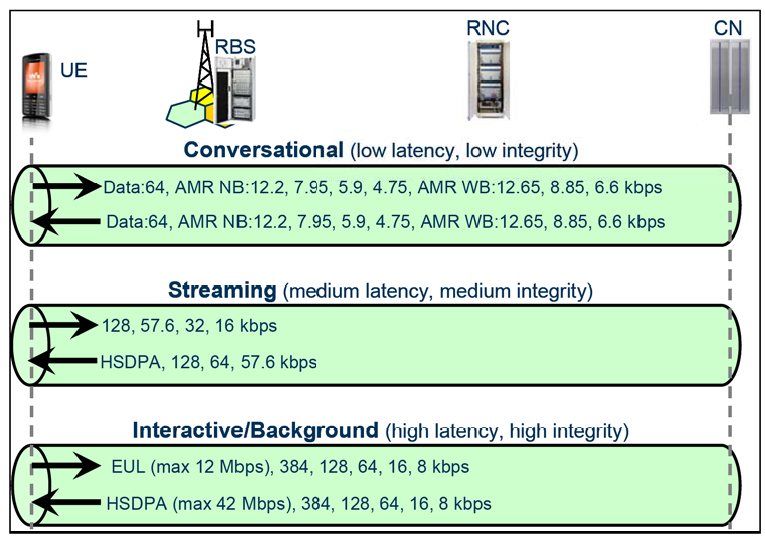 UE
RBS
RNC
CN
Conversational (low latency, low integrity)
Data:64, AMR NB:12.2, 7.95, 5.9, 4.75, AMR WB:12.65, 8.85, 6.6 kbps
Data:64, AMR NB:12.2, 7.95, 5.9, 4.75, AMR WB:12.65, 8.85, 6.6 kbps
Streaming (medium latency, medium integrity)
128, 57.6, 32, 16 kbps
HSDPA, 128, 64, 57.6 kbps
Interactive/Background (high latency, high integrity)
EUL (max 12 Mbps), 384, 128, 64, 16, 8 kbps
HSDPA (max 42 Mbps), 384, 128, 64, 16, 8 kbps